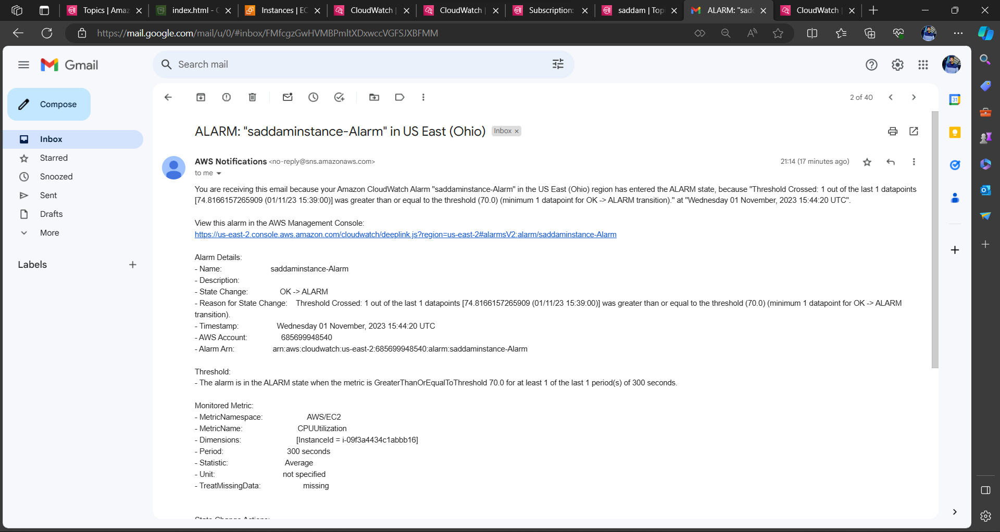 Topics | Amaz
index.html - C
Instances | EC
CloudWatch |
CloudWatch |
Subscription:
saddam | Top
ALARM: "sadd
CloudWatch |
https://mail.google.com/mail/u/0/#inbox/FMfcgzGwHVMBPmltXDxwccVGFSJXBFMM
Gmail
Search mail
Compose
2 of 40
Inbox
Starred
Snoozed
Sent
Drafts
More
Labels
ALARM: "saddaminstance-Alarm" in US East (Ohio) Inbox ×
AWS Notifications <no-reply@sns.amazonaws.com>
21:14 (17 minutes ago)
to me
You are receiving this email because your Amazon CloudWatch Alarm "saddaminstance-Alarm" in the US East (Ohio) region has entered the ALARM state, because "Threshold Crossed: 1 out of the last 1 datapoints
[74.8166157265909 (01/11/23 15:39:00)] was greater than or equal to the threshold (70.0) (minimum 1 datapoint for OK -> ALARM transition)." at "Wednesday 01 November, 2023 15:44:20 UTC".
View this alarm in the AWS Management Console:
https://us-east-2.console.aws.amazon.com/cloudwatch/deeplink.js?region=us-east-2#alarmsV2:alarm/saddaminstance-Alarm
Alarm Details:
- Name: saddaminstance-Alarm
- Description:
- State Change: OK -> ALARM
- Reason for State Change: Threshold Crossed: 1 out of the last 1 datapoints [74.8166157265909 (01/11/23 15:39:00)] was greater than or equal to the threshold (70.0) (minimum 1 datapoint for OK -> ALARM
transition).
- Timestamp: Wednesday 01 November, 2023 15:44:20 UTC
- AWS Account: 685699948540
- Alarm Arn: arn:aws:cloudwatch:us-east-2:685699948540:alarm:saddaminstance-Alarm
Threshold:
- The alarm is in the ALARM state when the metric is GreaterThanOrEqualToThreshold 70.0 for at least 1 of the last 1 period(s) of 300 seconds.
Monitored Metric:
- MetricNamespace: AWS/EC2
- MetricName: CPUUtilization
- Dimensions: [InstanceId = i-09f3a4434c1abbb16]
- Period: 300 seconds
- Statistic: Average
- Unit: not specified
- TreatMissingData: missing
State Change Actions:
31